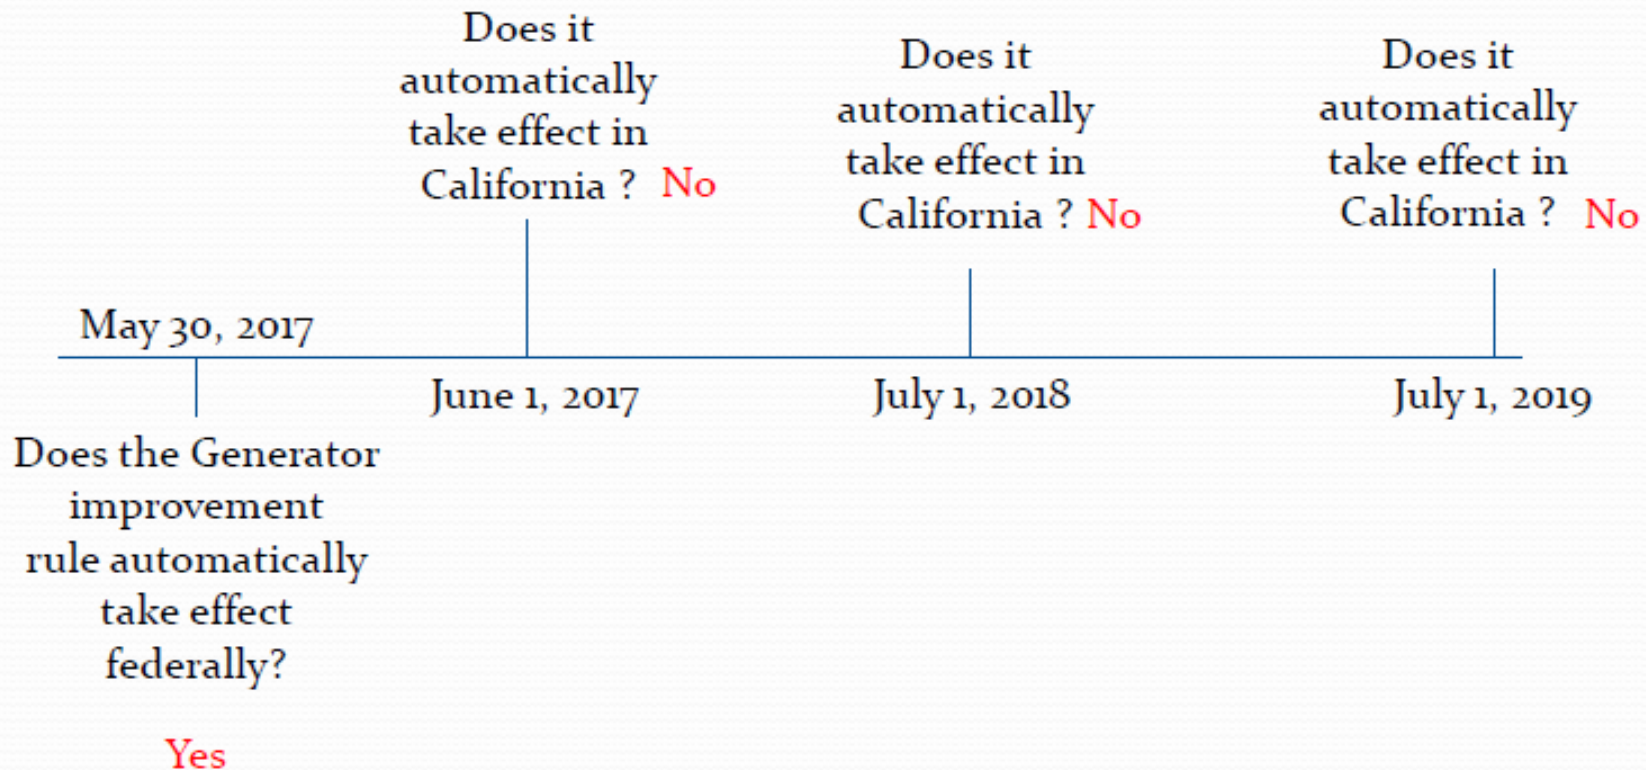 Does it
automatically
take effect in
California ? No
Does it
automatically
take effect in
California ? No
Does it
automatically
take effect in
California ? No
May 30, 2017
June 1, 2017
July 1, 2018
July 1, 2019
Does the Generator
improvement
rule automatically
take effect
federally?
Yes